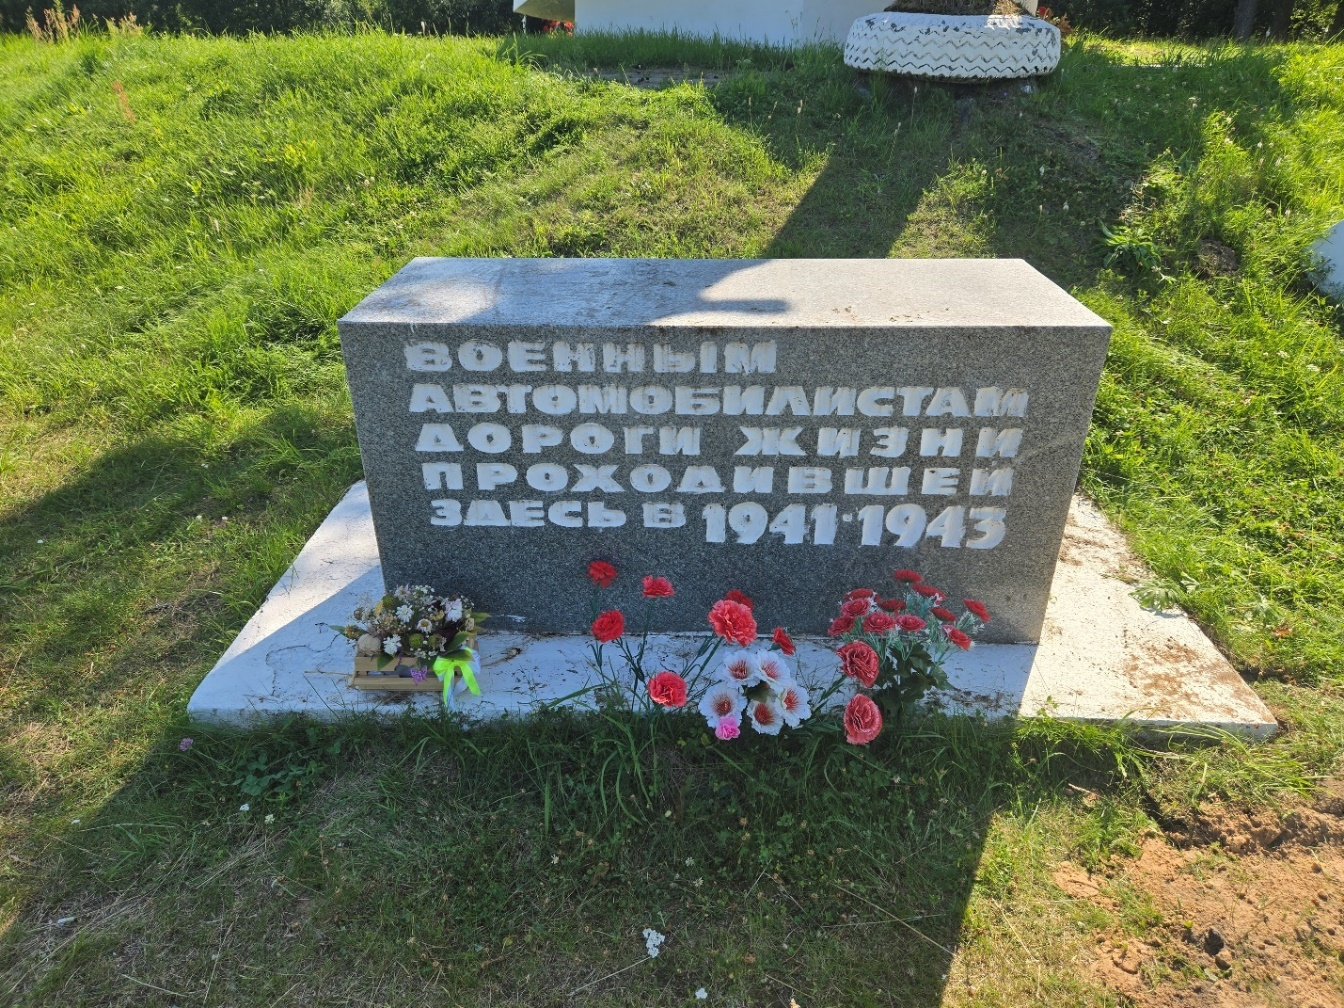 ВОЕННЫМ
АВТОМОБИЛИСТАМ
ДОРОГИ ЖИЗНИ
ПРОХОДИВШЕЙ
ЗДЕСЬ В 1941-1943